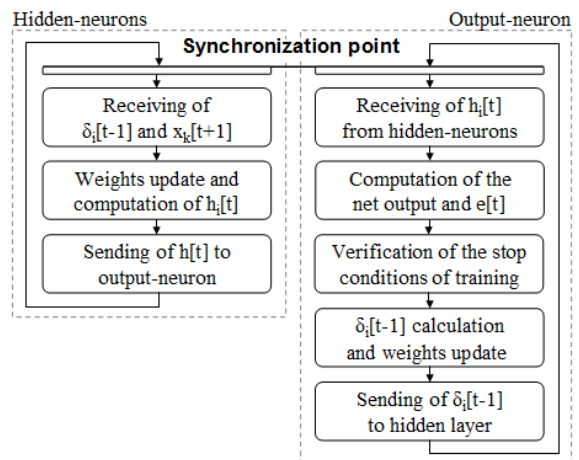 Hidden-neurons
Output-neuron
Synchronization point
Receiving of
δᵢ[t-1] and xₖ[t+1]
Weights update and
computation of hᵢ[t]
Sending of h[t] to
output-neuron
Receiving of hᵢ[t]
from hidden-neurons
Computation of the
net output and e[t]
Verification of the stop
conditions of training
δᵢ[t-1] calculation
and weights update
Sending of δᵢ[t-1]
to hidden layer